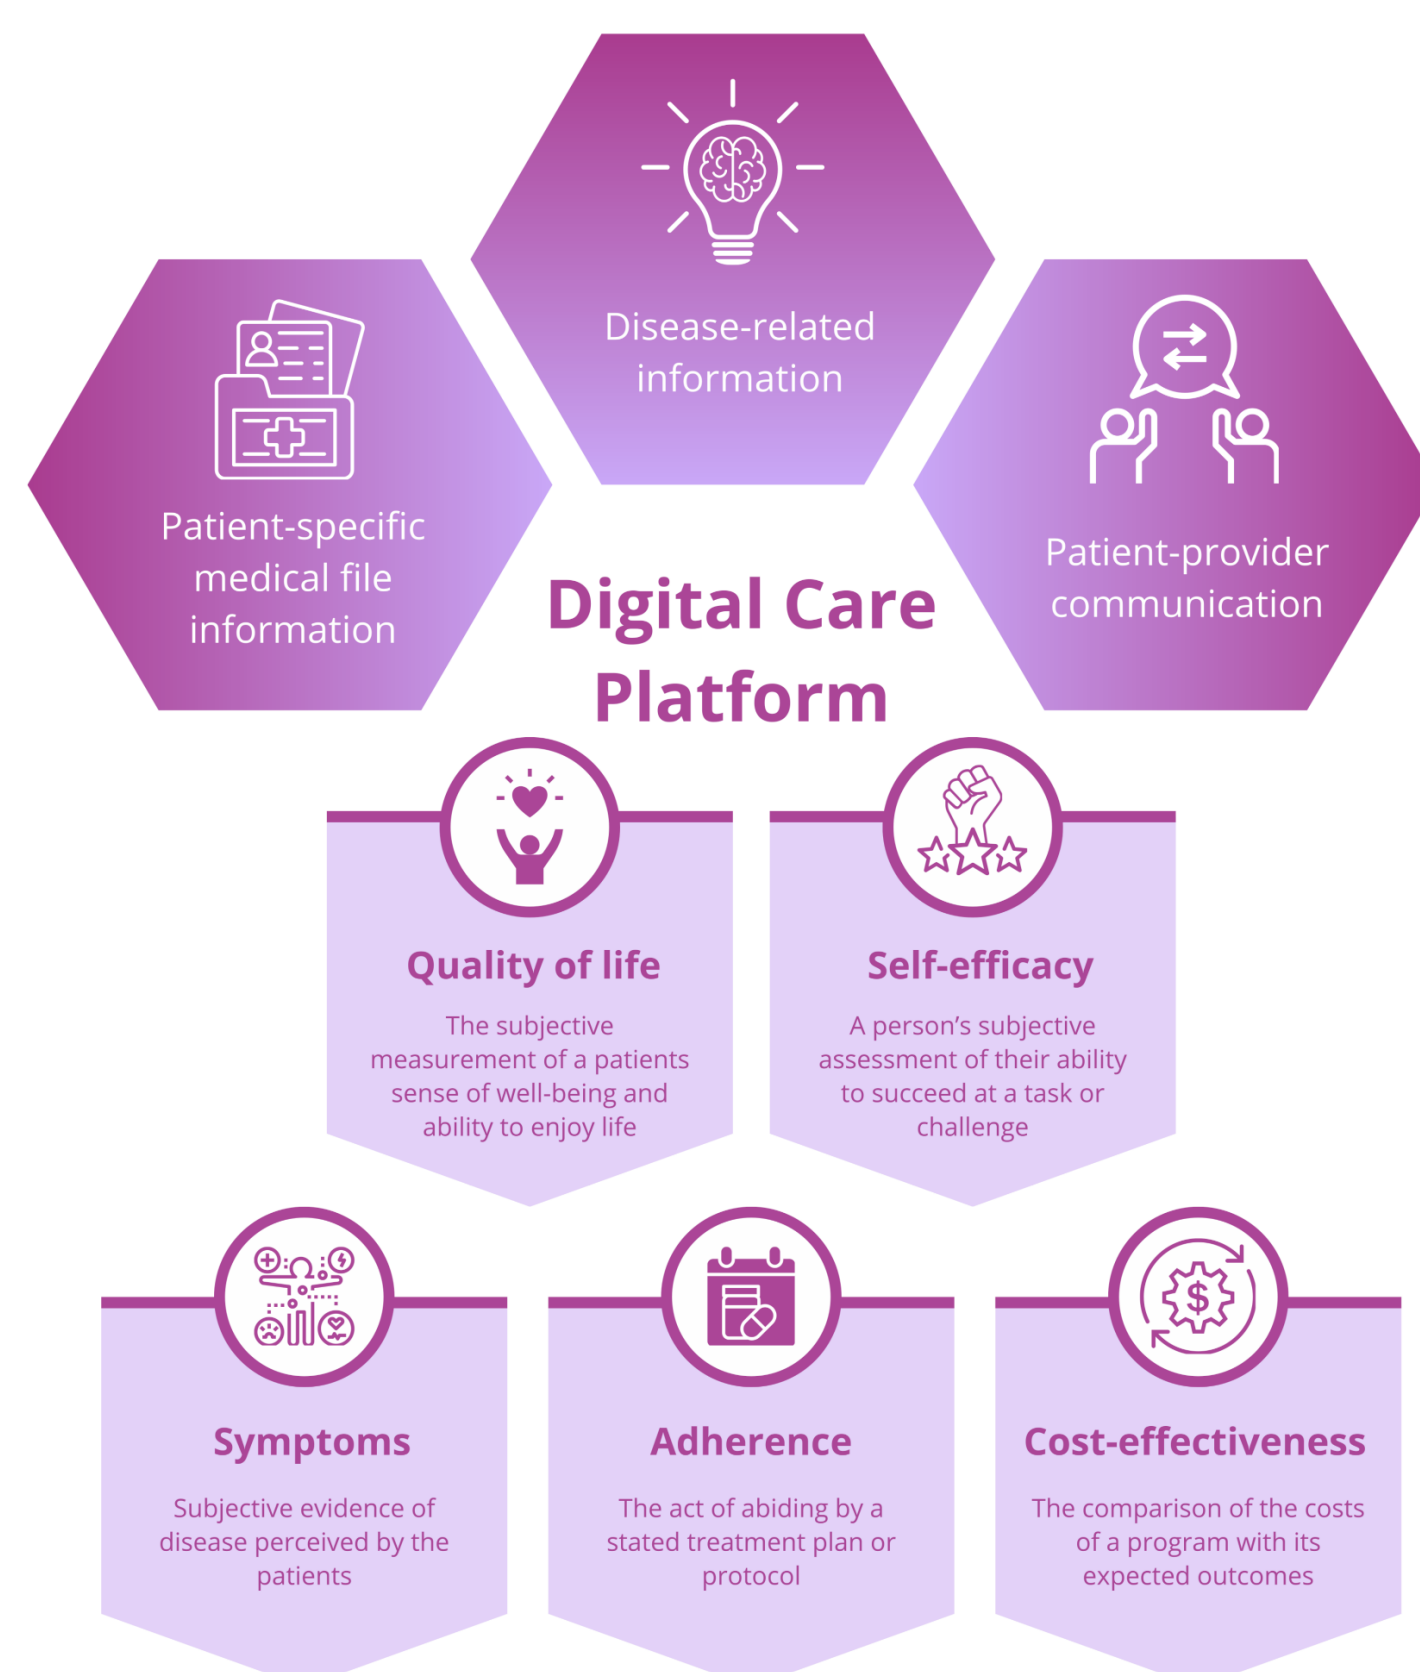 Disease-related
information
Patient-specific
medical file
information
Patient-provider
communication
Digital Care
Platform
Quality of life
The subjective
measurement of a patients
sense of well-being and
ability to enjoy life
Self-efficacy
A person’s subjective
assessment of their ability
to succeed at a task or
challenge
Symptoms
Subjective evidence of
disease perceived by the
patients
Adherence
The act of abiding by a
stated treatment plan or
protocol
Cost-effectiveness
The comparison of the costs
of a program with its
expected outcomes
$